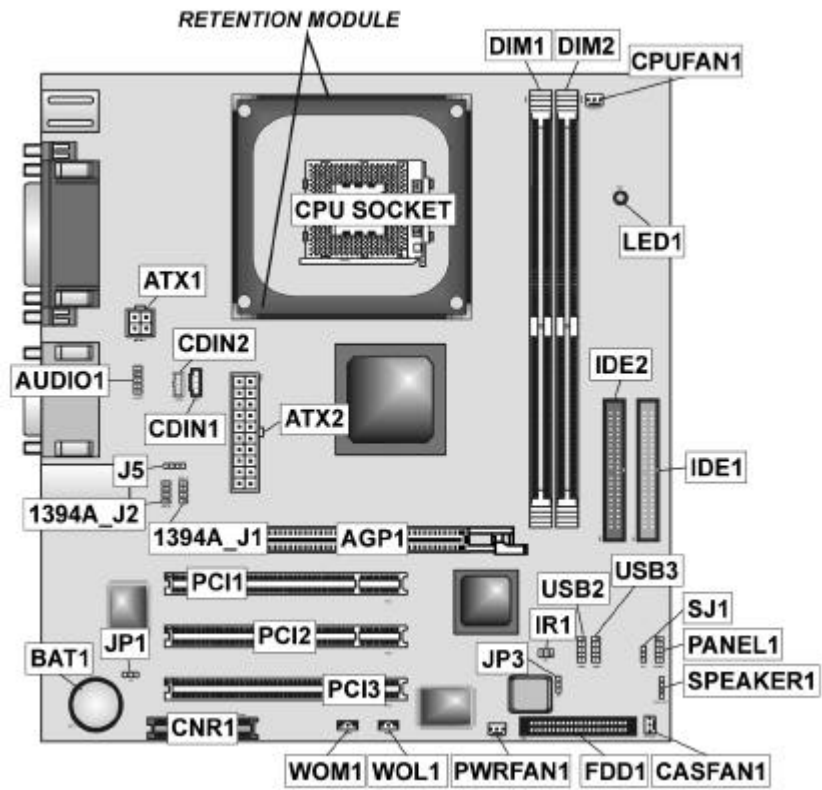 RETENTION MODULE
DIM1 DIM2
CPUFAN1
CPU SOCKET
LED1
ATX1
CDIN2
IDE2
AUDIO1
CDIN1
ATX2
J5
IDE1
1394A_J2
1394A_J1
AGP1
PCI1
USB2
USB3
SJ1
IR1
PCI2
JP1
PANEL1
BAT1
JP3
PCI3
SPEAKER1
CNR1
WOM1 WOL1 PWRFAN1 FDD1 CASFAN1